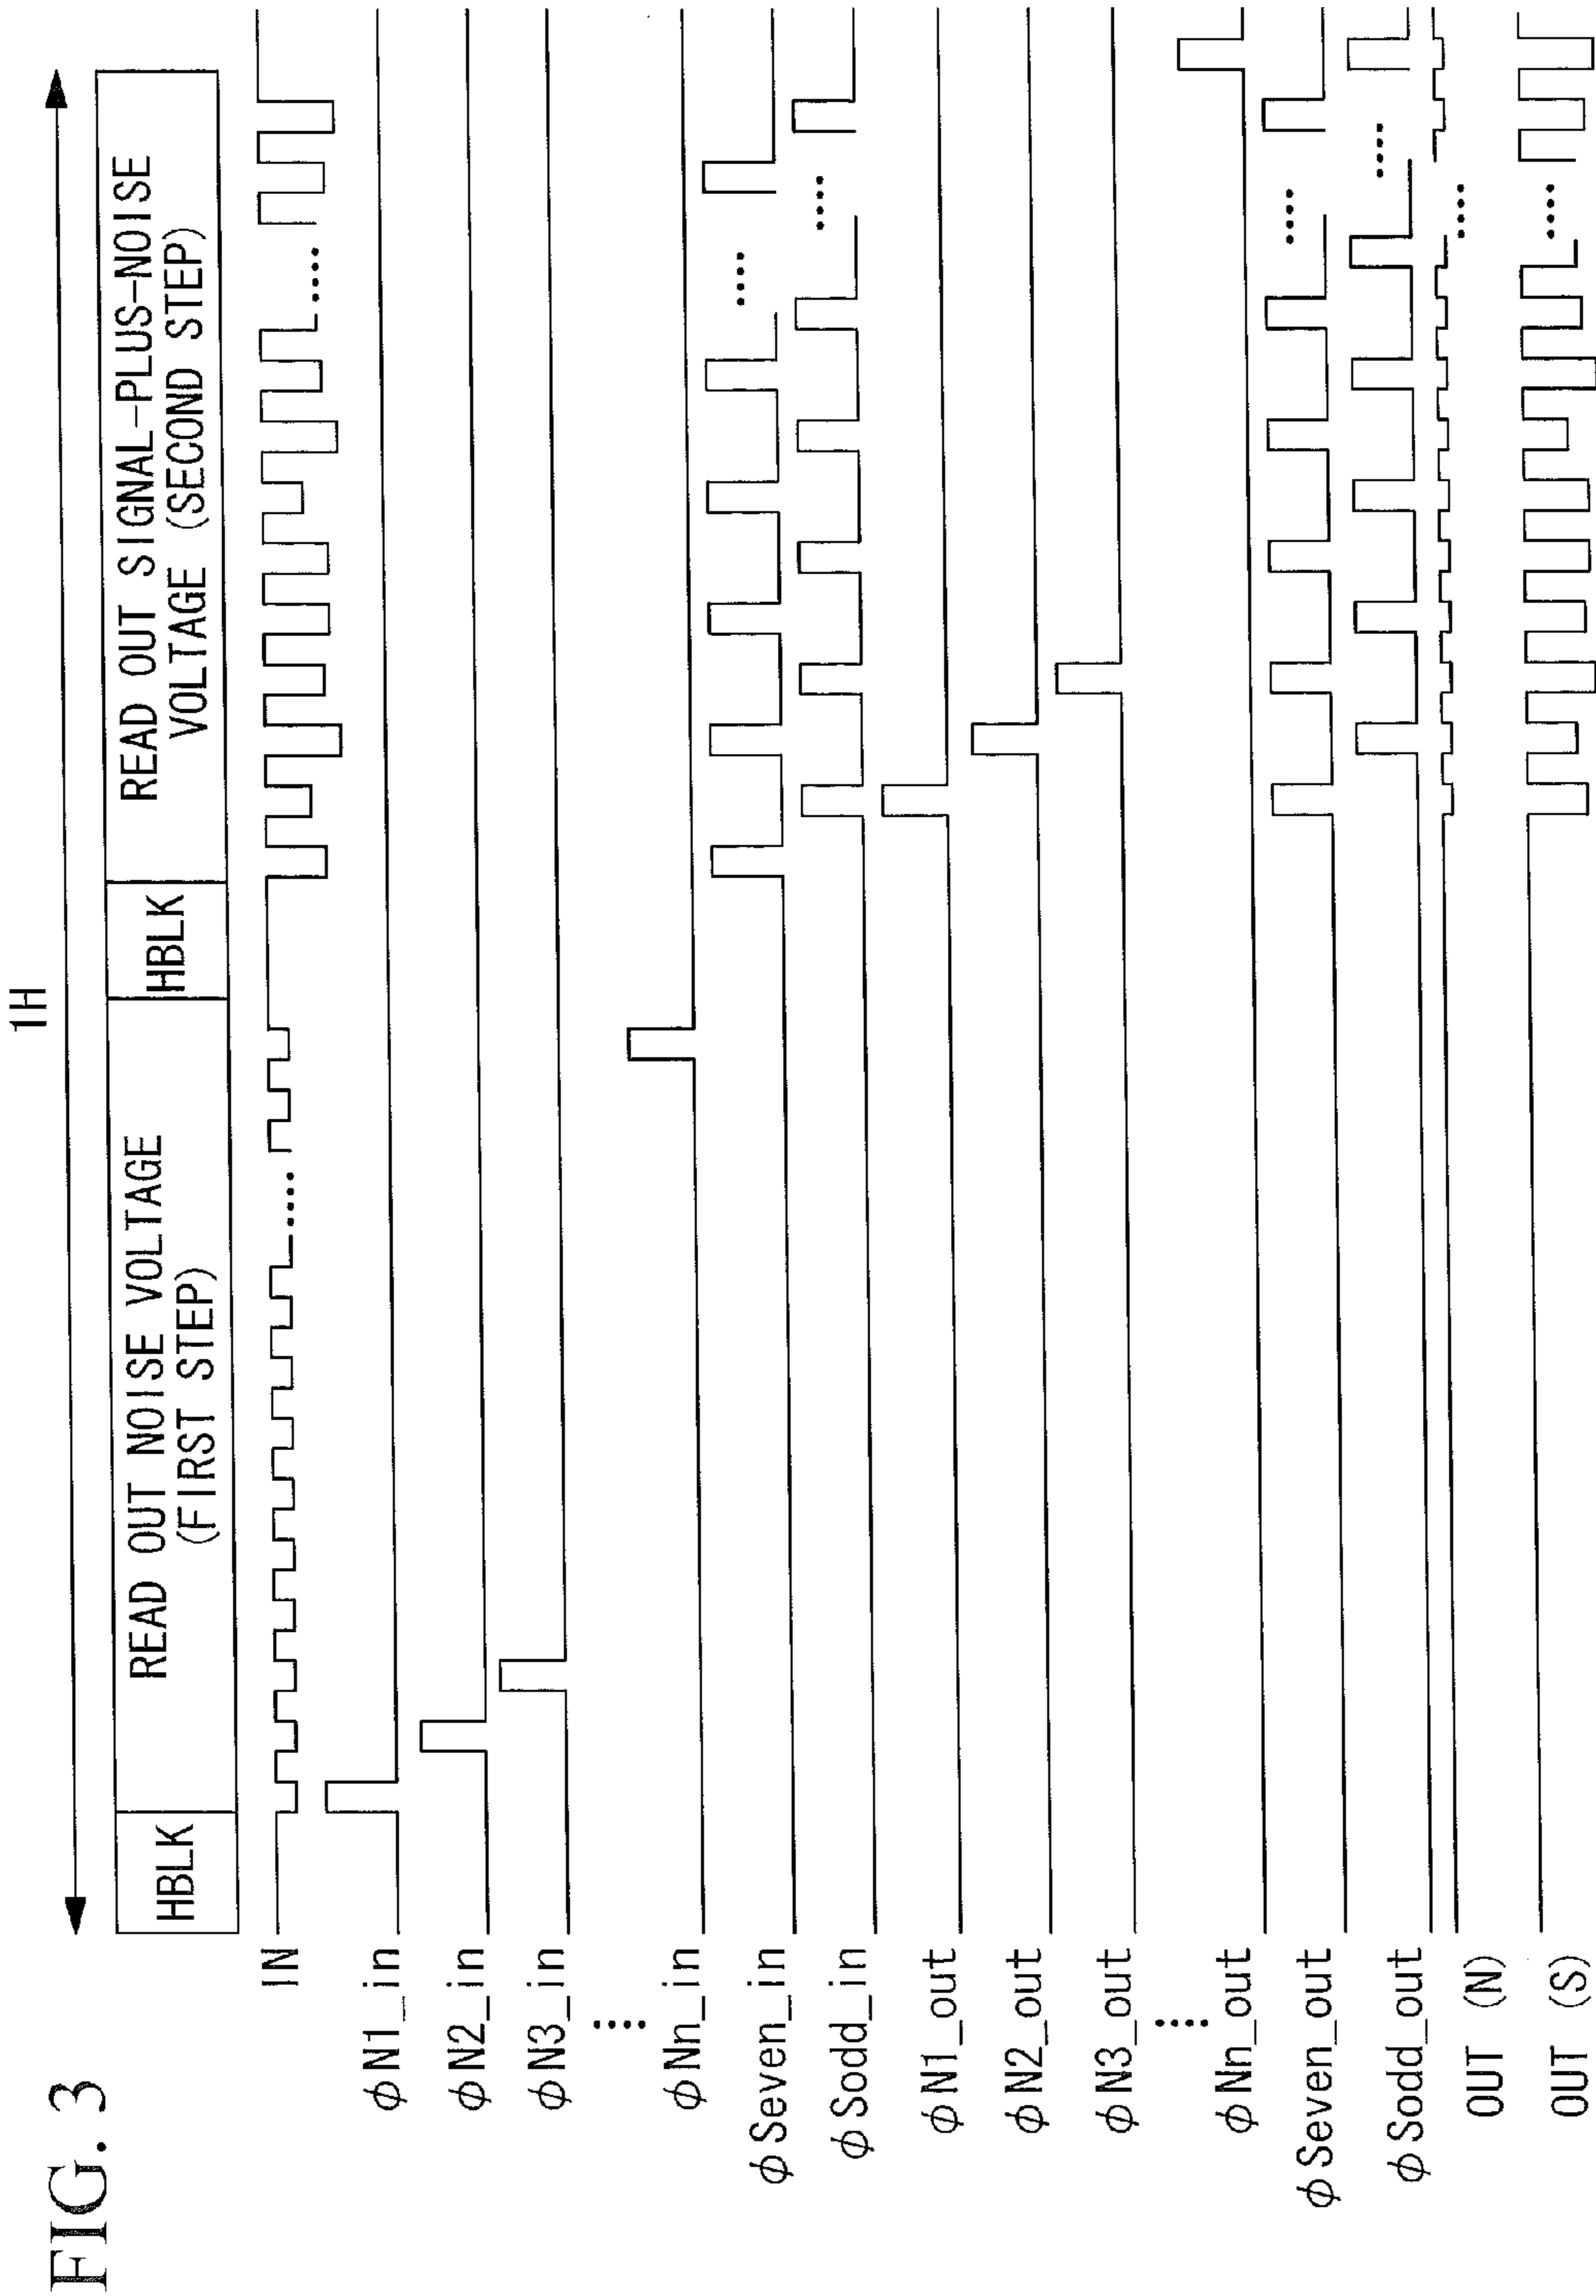 FIG. 3
1H
HBLK
READ OUT NOISE VOLTAGE
(FIRST STEP)
HBLK
READ OUT SIGNAL-PLUS-NOISE
VOLTAGE (SECOND STEP)
IN
φN1_in
φN2_in
φN3_in
φNn_in
φSeven_in
φSodd_in
φN1_out
φN2_out
φN3_out
φNn_out
φSeven_out
φSodd_out
OUT (N)
OUT (S)